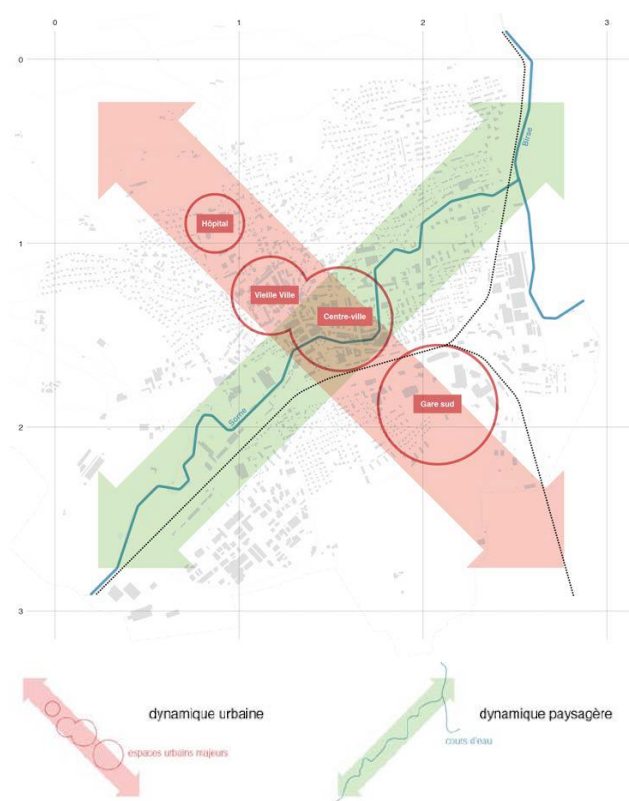 0 1 2 3
0
Birse
1
Hôpital
Vieille Ville
Centre-ville
Gare sud
Sorne
2
3
dynamique urbaine
espaces urbains majeurs
dynamique paysagère
cours d'eau